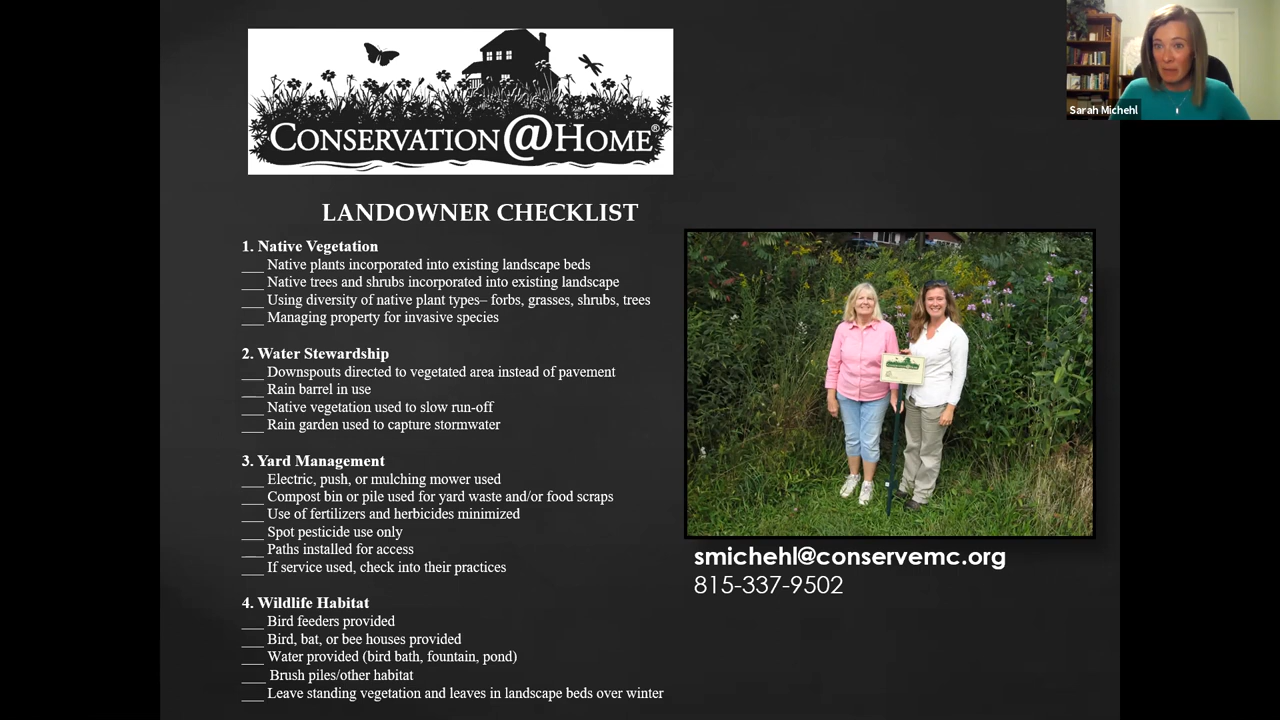 CONSERVATION@HOME®
Sarah Michehl
LANDOWNER CHECKLIST
1. Native Vegetation
___ Native plants incorporated into existing landscape beds
___ Native trees and shrubs incorporated into existing landscape
___ Using diversity of native plant types– forbs, grasses, shrubs, trees
___ Managing property for invasive species
2. Water Stewardship
___ Downspouts directed to vegetated area instead of pavement
___ Rain barrel in use
___ Native vegetation used to slow run-off
___ Rain garden used to capture stormwater
3. Yard Management
___ Electric, push, or mulching mower used
___ Compost bin or pile used for yard waste and/or food scraps
___ Use of fertilizers and herbicides minimized
___ Spot pesticide use only
___ Paths installed for access
___ If service used, check into their practices
4. Wildlife Habitat
___ Bird feeders provided
___ Bird, bat, or bee houses provided
___ Water provided (bird bath, fountain, pond)
___ Brush piles/other habitat
___ Leave standing vegetation and leaves in landscape beds over winter
CONSERVATION@HOME
smichehl@conservemc.org
815-337-9502